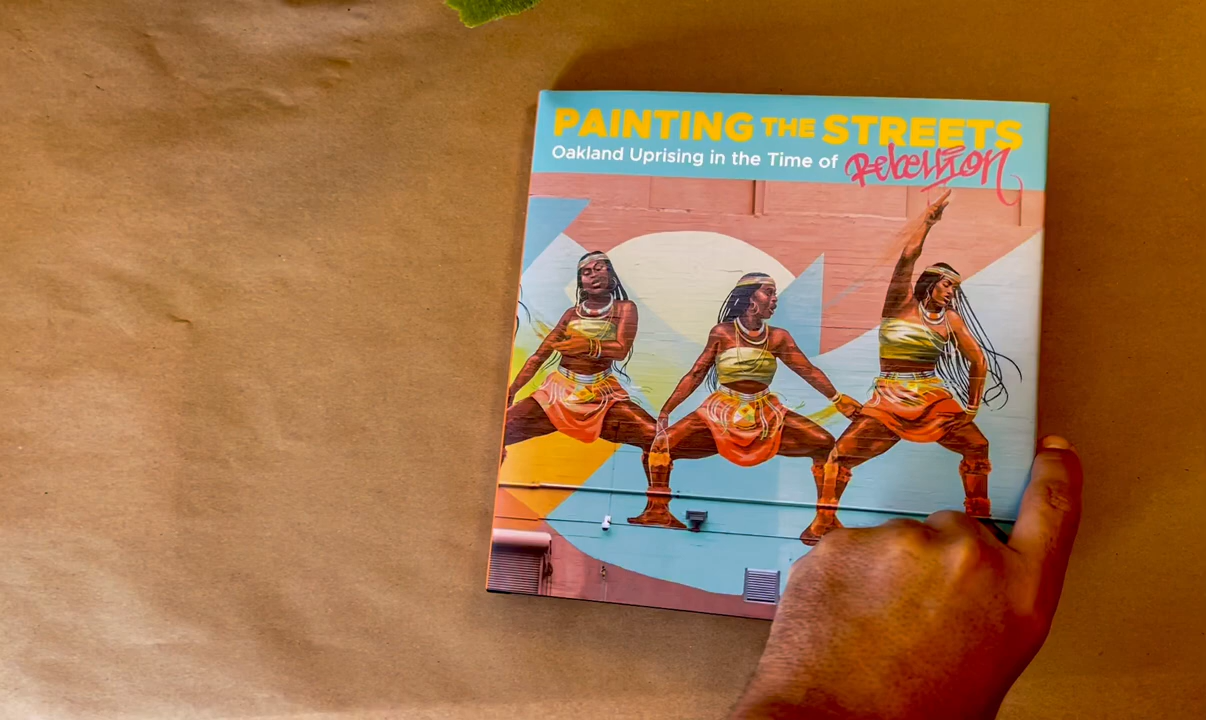 PAINTING THE STREETS
Oakland Uprising in the Time of Rebellion